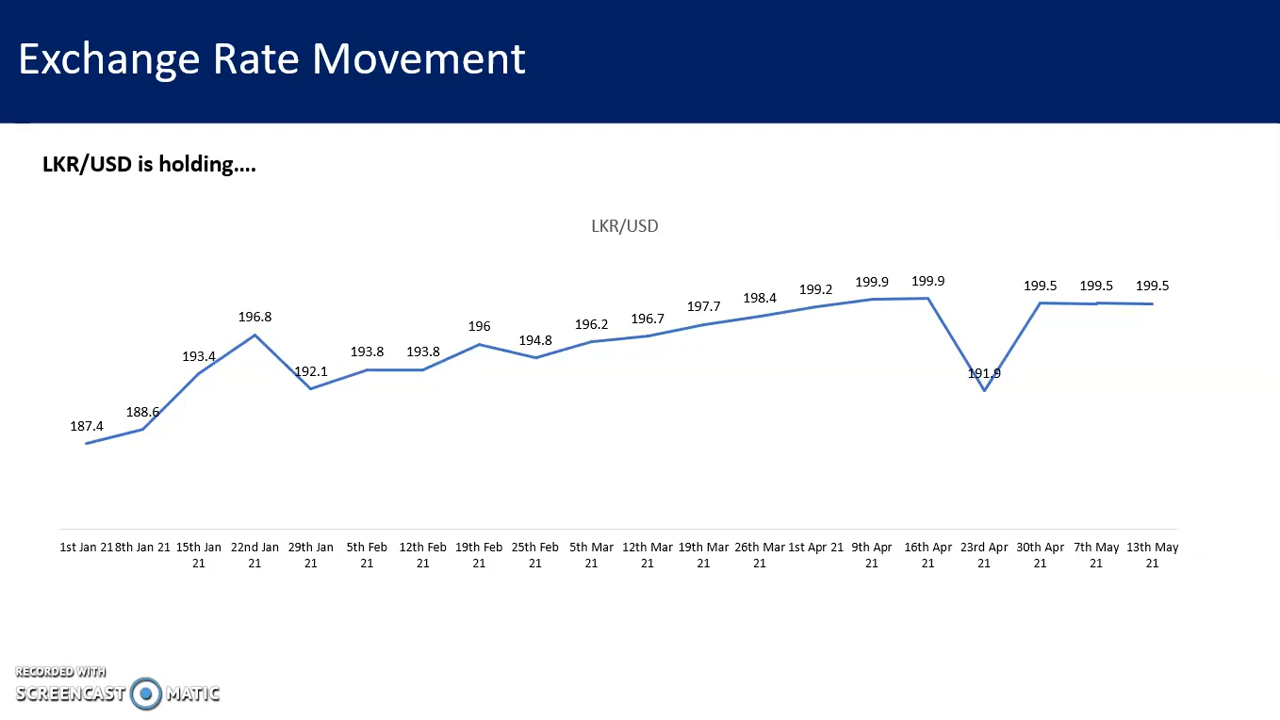 Exchange Rate Movement
LKR/USD is holding....
LKR/USD
187.4
188.6
193.4
196.8
192.1
193.8
193.8
196
194.8
196.2
196.7
197.7
198.4
199.2
199.9
199.9
191.9
199.5
199.5
199.5
1st Jan 21 8th Jan 21 15th Jan 22nd Jan 29th Jan 5th Feb 12th Feb 19th Feb 25th Feb 5th Mar 12th Mar 19th Mar 26th Mar 1st Apr 21 9th Apr 16th Apr 23rd Apr 30th Apr 7th May 13th May
21 21 21 21 21 21 21 21 21 21 21 21 21 21 21 21 21
RECORDED WITH
SCREENCAST MATIC